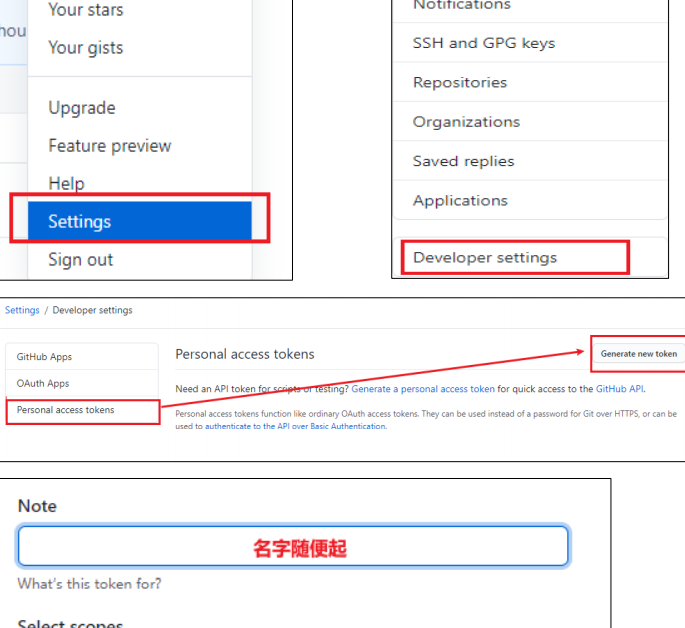 Your stars
hou
Your gists
Upgrade
Feature preview
Help
Settings
Sign out
Notifications
SSH and GPG keys
Repositories
Organizations
Saved replies
Applications
Developer settings
Settings / Developer settings
GitHub Apps
OAuth Apps
Personal access tokens
Personal access tokens
Generate new token
Need an API token for scripts or testing? Generate a personal access token for quick access to the GitHub API.
Personal access tokens function like ordinary OAuth access tokens. They can be used instead of a password for Git over HTTPS, or can be
used to authenticate to the API over Basic Authentication.
Note
名字随便起
What's this token for?
Select scopes